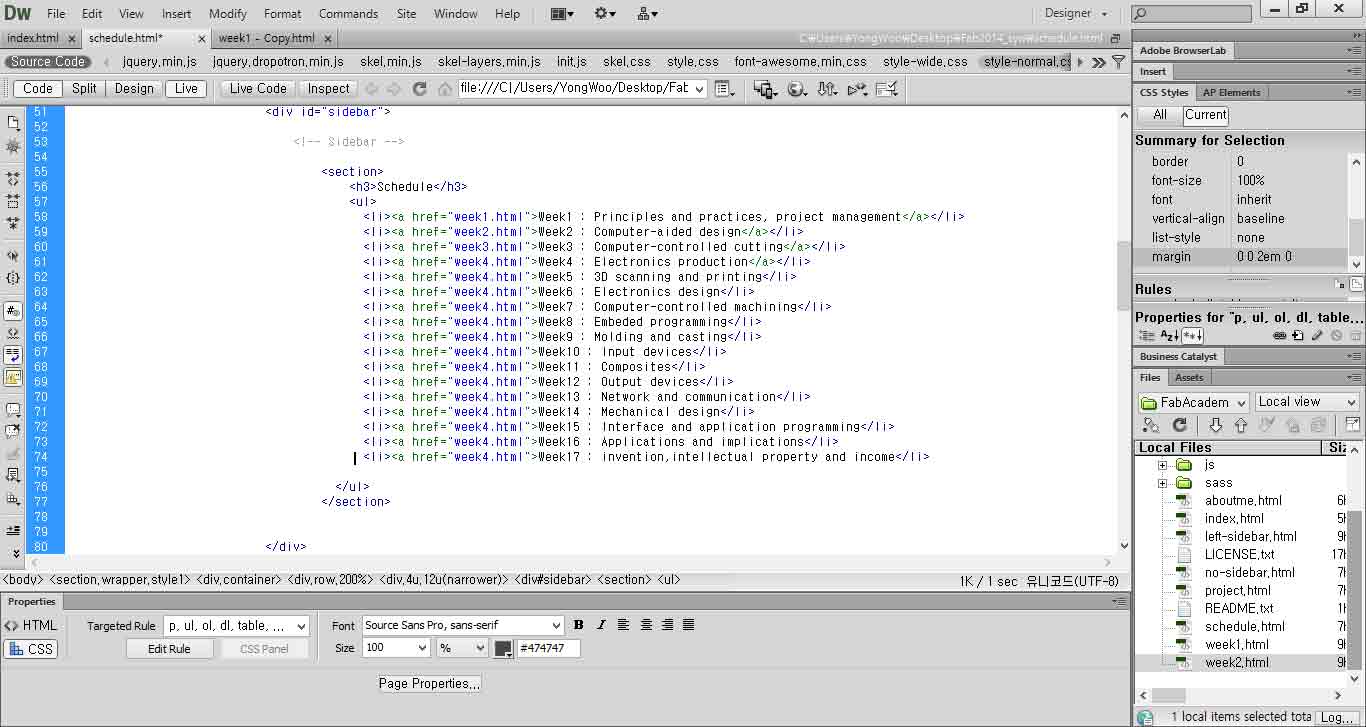 Dw File Edit View Insert Modify Format Commands Site Window Help Designer
index.html × schedule.html* × week1 - Copy.html × C:₩Users₩YongWoo₩Desktop₩Fab2014_syw₩schedule.html
Source Code jquery.min.js jquery.dropotron.min.js skel.min.js skel-layers.min.js init.js skel.css style.css font-awesome.min.css style-wide.css style-normal.cs
Code Split Design Live Live Code Inspect file:///C|/Users/YongWoo/Desktop/Fab
51 <div id="sidebar">
52
53 <!-- Sidebar -->
54
55 <section>
56 <h3>Schedule</h3>
57 <ul>
58 <li><a href="week1.html">Week1 : Principles and practices, project management</a></li>
59 <li><a href="week2.html">Week2 : Computer-aided design</a></li>
60 <li><a href="week3.html">Week3 : Computer-controlled cutting</a></li>
61 <li><a href="week4.html">Week4 : Electronics production</a></li>
62 <li><a href="week4.html">Week5 : 3D scanning and printing</li>
63 <li><a href="week4.html">Week6 : Electronics design</li>
64 <li><a href="week4.html">Week7 : Computer-controlled machining</li>
65 <li><a href="week4.html">Week8 : Embeded programming</li>
66 <li><a href="week4.html">Week9 : Molding and casting</li>
67 <li><a href="week4.html">Week10 : Input devices</li>
68 <li><a href="week4.html">Week11 : Composites</li>
69 <li><a href="week4.html">Week12 : Output devices</li>
70 <li><a href="week4.html">Week13 : Network and communication</li>
71 <li><a href="week4.html">Week14 : Mechanical design</li>
72 <li><a href="week4.html">Week15 : Interface and application programming</li>
73 <li><a href="week4.html">Week16 : Applications and implications</li>
74 <li><a href="week4.html">Week17 : invention,intellectual property and income</li>
75
76 </ul>
77 </section>
78
79
80 </div>
<body> <section.wrapper.style1> <div.container> <div.row.200%> <div.4u.12u(narrower)> <div#sidebar> <section> <ul> 1K / 1 sec 유니코드(UTF-8)
Properties
<> HTML Targeted Rule p, ul, ol, dl, table, ... Font Source Sans Pro, sans-serif B I
CSS Edit Rule CSS Panel Size 100 % #474747
Page Properties...
Adobe BrowserLab
Insert
CSS Styles AP Elements
All Current
Summary for Selection
border 0
font-size 100%
font inherit
vertical-align baseline
list-style none
margin 0 0 2em 0
Rules
Properties for "p, ul, ol, dl, table...
Business Catalyst
Files Assets
FabAcadem Local view
Local Files Siz
js
sass
aboutme.html 6
index.html 5
left-sidebar.html 9
LICENSE.txt 17
no-sidebar.html 7
project.html 7
README.txt 1
schedule.html 7
week1.html 9
week2.html 9
1 local items selected tota Log...